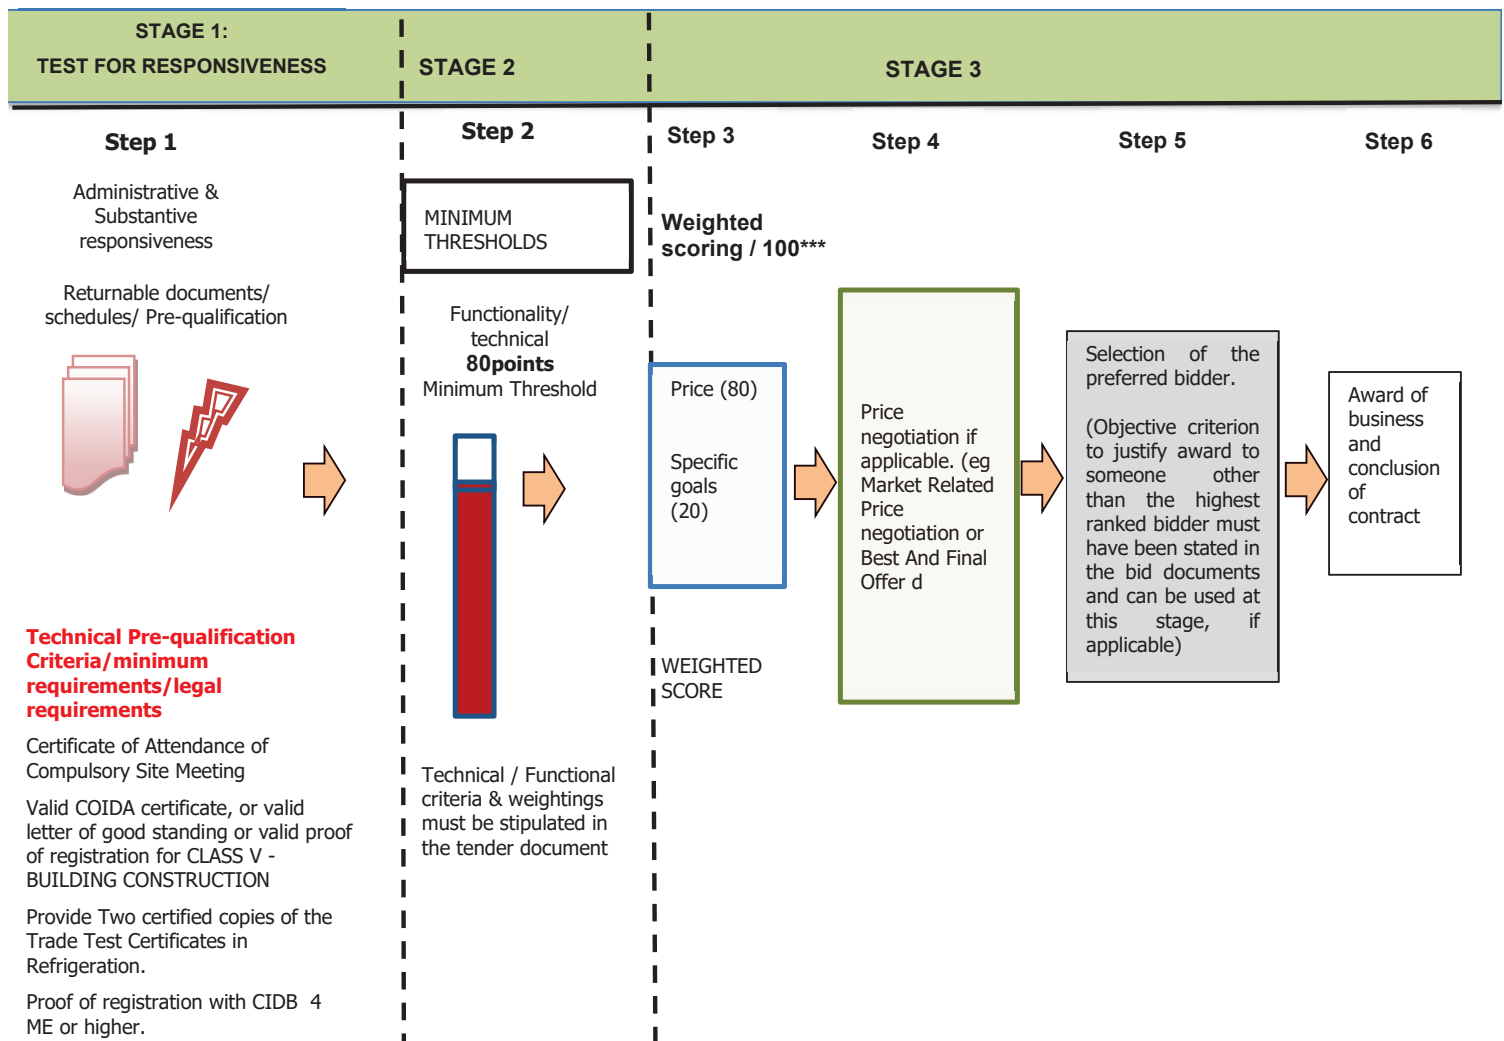 STAGE 1:
TEST FOR RESPONSIVENESS
STAGE 2
STAGE 3
Step 1
Administrative &
Substantive
responsiveness
Returnable documents/
schedules/ Pre-qualification
Technical Pre-qualification
Criteria/minimum
requirements/legal
requirements
Certificate of Attendance of
Compulsory Site Meeting
Valid COIDA certificate, or valid
letter of good standing or valid proof
of registration for CLASS V -
BUILDING CONSTRUCTION
Provide Two certified copies of the
Trade Test Certificates in
Refrigeration.
Proof of registration with CIDB 4
ME or higher.
Step 2
MINIMUM
THRESHOLDS
Functionality/
technical
80points
Minimum Threshold
Technical / Functional
criteria & weightings
must be stipulated in
the tender document
Step 3
Weighted
scoring / 100***
Price (80)
Specific
goals
(20)
WEIGHTED
SCORE
Step 4
Price
negotiation if
applicable. (eg
Market Related
Price
negotiation or
Best And Final
Offer d
Step 5
Selection of the
preferred bidder.
(Objective criterion
to justify award to
someone other
than the highest
ranked bidder must
have been stated in
the bid documents
and can be used at
this stage, if
applicable)
Step 6
Award of
business
and
conclusion
of
contract